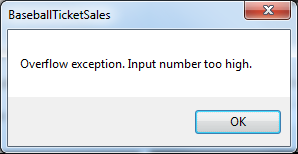 BaseballTicketSales
Overflow exception. Input number too high.
OK